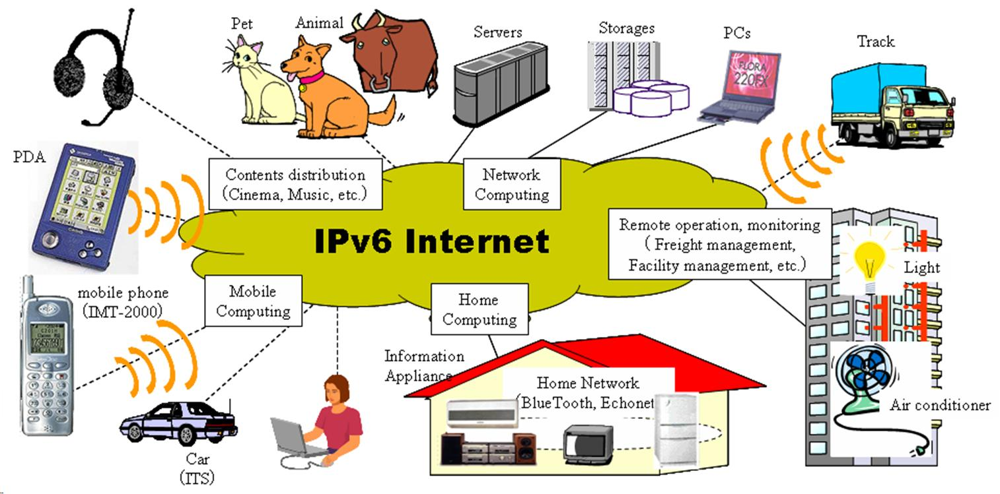 Pet
Animal
Servers
Storages
PCs
Track
FLORA
220FX
PDA
Contents distribution
(Cinema, Music, etc.)
Network
Computing
IPv6 Internet
Remote operation, monitoring
( Freight management,
Facility management, etc.)
Light
mobile phone
(IMT-2000)
Mobile
Computing
Home
Computing
Information
Appliance
Home Network
(BlueTooth, Echonet
Air conditioner
Car
(ITS)